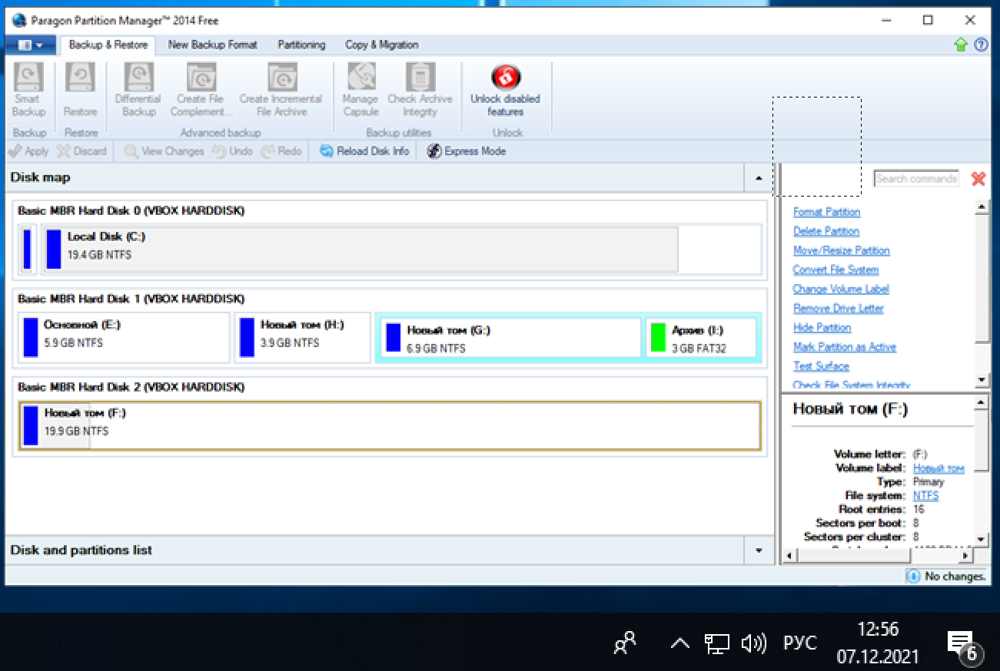 Paragon Partition Manager™ 2014 Free
Backup & Restore New Backup Format Partitioning Copy & Migration
Smart Backup
Restore
Differential Backup
Create File Complement...
Create Incremental File Archive
Manage Capsule
Check Archive Integrity
Unlock disabled features
Backup Restore Advanced backup Backup utilities Unlock
Apply Discard View Changes Undo Redo Reload Disk Info Express Mode
Disk map
Basic MBR Hard Disk 0 (VBOX HARDDISK)
Local Disk (C:)
19.4 GB NTFS
Basic MBR Hard Disk 1 (VBOX HARDDISK)
Основной (E:)
5.9 GB NTFS
Новый том (H:)
3.9 GB NTFS
Новый том (G:)
6.9 GB NTFS
Архив (I:)
3 GB FAT32
Basic MBR Hard Disk 2 (VBOX HARDDISK)
Новый том (F:)
19.9 GB NTFS
Disk and partitions list
Search commands
Format Partition
Delete Partition
Move/Resize Partition
Convert File System
Change Volume Label
Remove Drive Letter
Hide Partition
Mark Partition as Active
Test Surface
Check File System Integrity
Новый том (F:)
Volume letter: (F:)
Volume label: Новый том
Type: Primary
File system: NTFS
Root entries: 16
Sectors per boot: 8
Sectors per cluster: 8
No changes.
РУС
12:56
07.12.2021
6